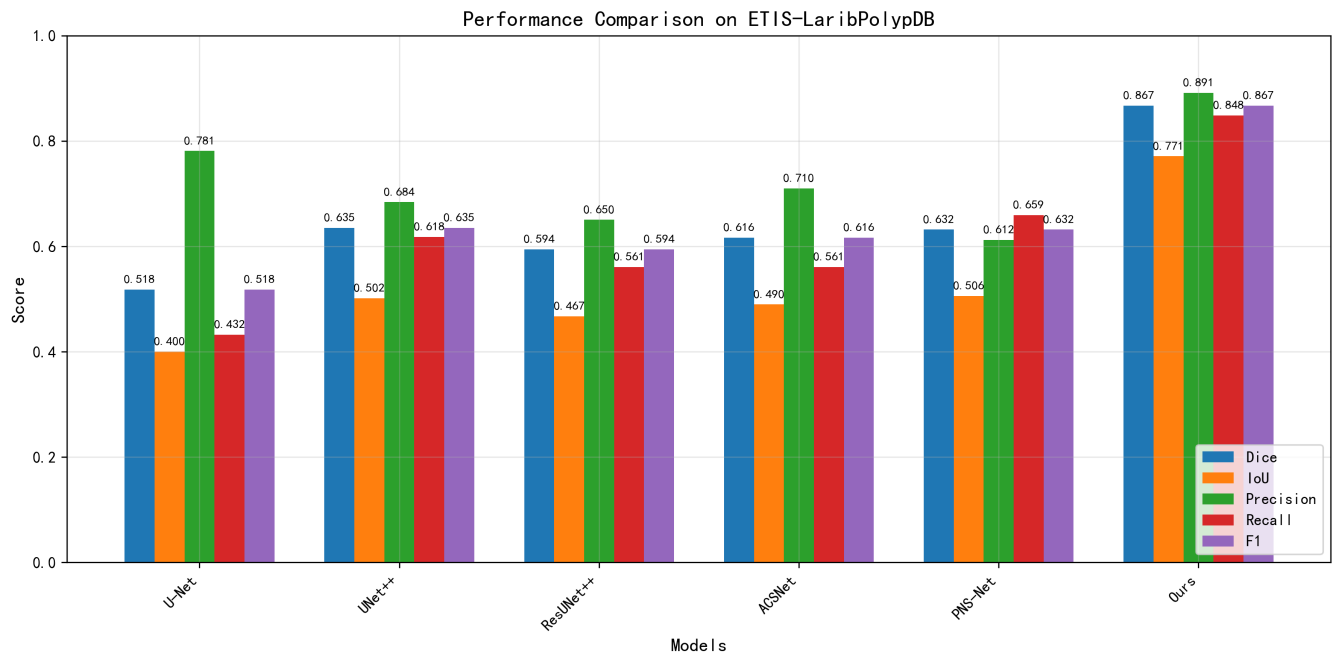 Performance Comparison on ETIS-LaribPolypDB
Score
1.0
0.8
0.6
0.4
0.2
0.0
0.518 0.400 0.781 0.432 0.518
0.635 0.502 0.684 0.618 0.635
0.594 0.467 0.650 0.561 0.594
0.616 0.490 0.710 0.561 0.616
0.632 0.506 0.612 0.659 0.632
0.867 0.771 0.891 0.848 0.867
Dice
IoU
Precision
Recall
F1
U-Net
UNet++
ResUNet++
ACSNet
PNS-Net
Ours
Models